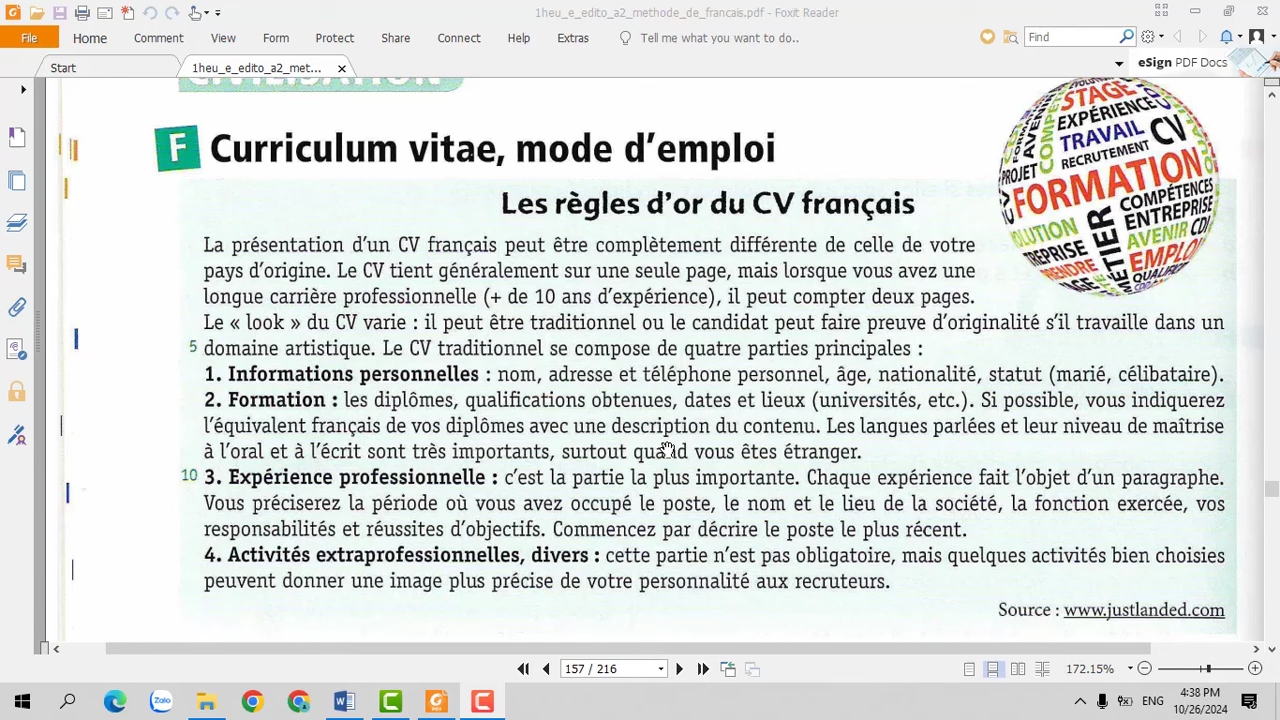 1heu_e_edito_a2_methode_de_francais.pdf - Foxit Reader
File Home Comment View Form Protect Share Connect Help Extras Tell me what you want to do.. Find
Start 1heu_e_edito_a2_met... eSign PDF Docs
CIVILISATION
F Curriculum vitae, mode d'emploi
STAGE
EXPÉRIENCE
TRAVAIL CV
RECRUTEMENT
PROJET
FORMATION
COMPÉTENCES
ENTREPRISE
MÉTIER
AVENIR CDI
EMPLOI
Les règles d'or du CV français
La présentation d'un CV français peut être complètement différente de celle de votre
pays d'origine. Le CV tient généralement sur une seule page, mais lorsque vous avez une
longue carrière professionnelle (+ de 10 ans d'expérience), il peut compter deux pages.
Le « look » du CV varie : il peut être traditionnel ou le candidat peut faire preuve d'originalité s'il travaille dans un
5 domaine artistique. Le CV traditionnel se compose de quatre parties principales :
1. Informations personnelles : nom, adresse et téléphone personnel, âge, nationalité, statut (marié, célibataire).
2. Formation : les diplômes, qualifications obtenues, dates et lieux (universités, etc.). Si possible, vous indiquerez
l'équivalent français de vos diplômes avec une description du contenu. Les langues parlées et leur niveau de maîtrise
à l'oral et à l'écrit sont très importants, surtout quand vous êtes étranger.
10 3. Expérience professionnelle : c'est la partie la plus importante. Chaque expérience fait l'objet d'un paragraphe.
Vous préciserez la période où vous avez occupé le poste, le nom et le lieu de la société, la fonction exercée, vos
responsabilités et réussites d'objectifs. Commencez par décrire le poste le plus récent.
4. Activités extraprofessionnelles, divers : cette partie n'est pas obligatoire, mais quelques activités bien choisies
peuvent donner une image plus précise de votre personnalité aux recruteurs.
Source : www.justlanded.com
157 / 216 172.15%
Zalo ENG 4:38 PM
10/26/2024